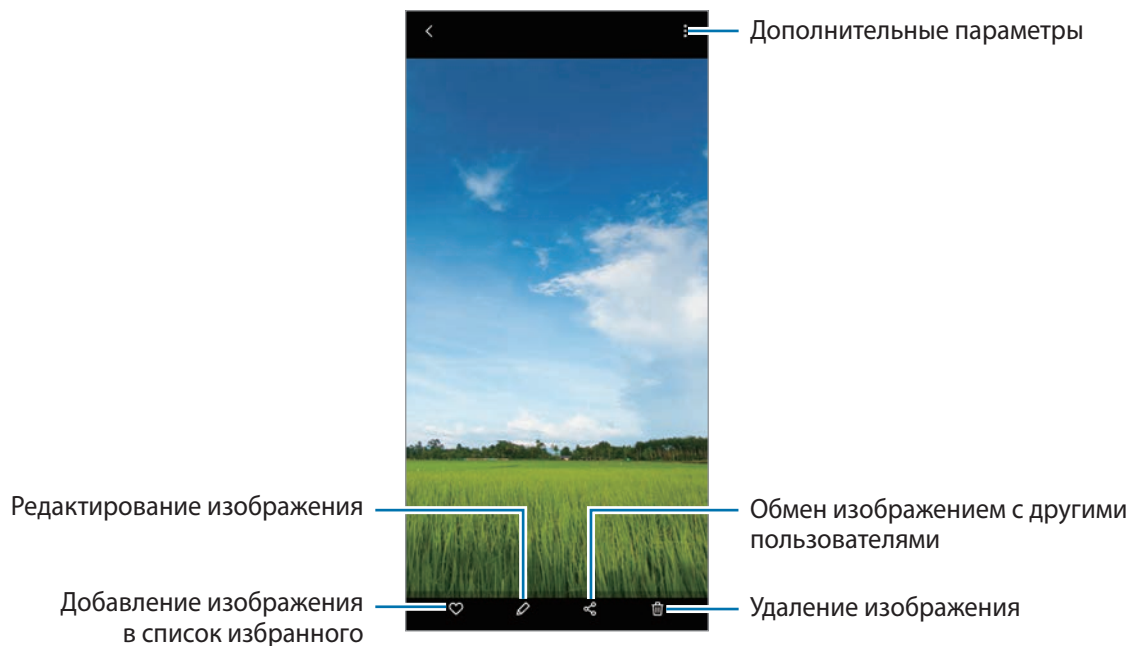 Дополнительные параметры
Редактирование изображения
Обмен изображением с другими
пользователями
Добавление изображения
в список избранного
Удаление изображения